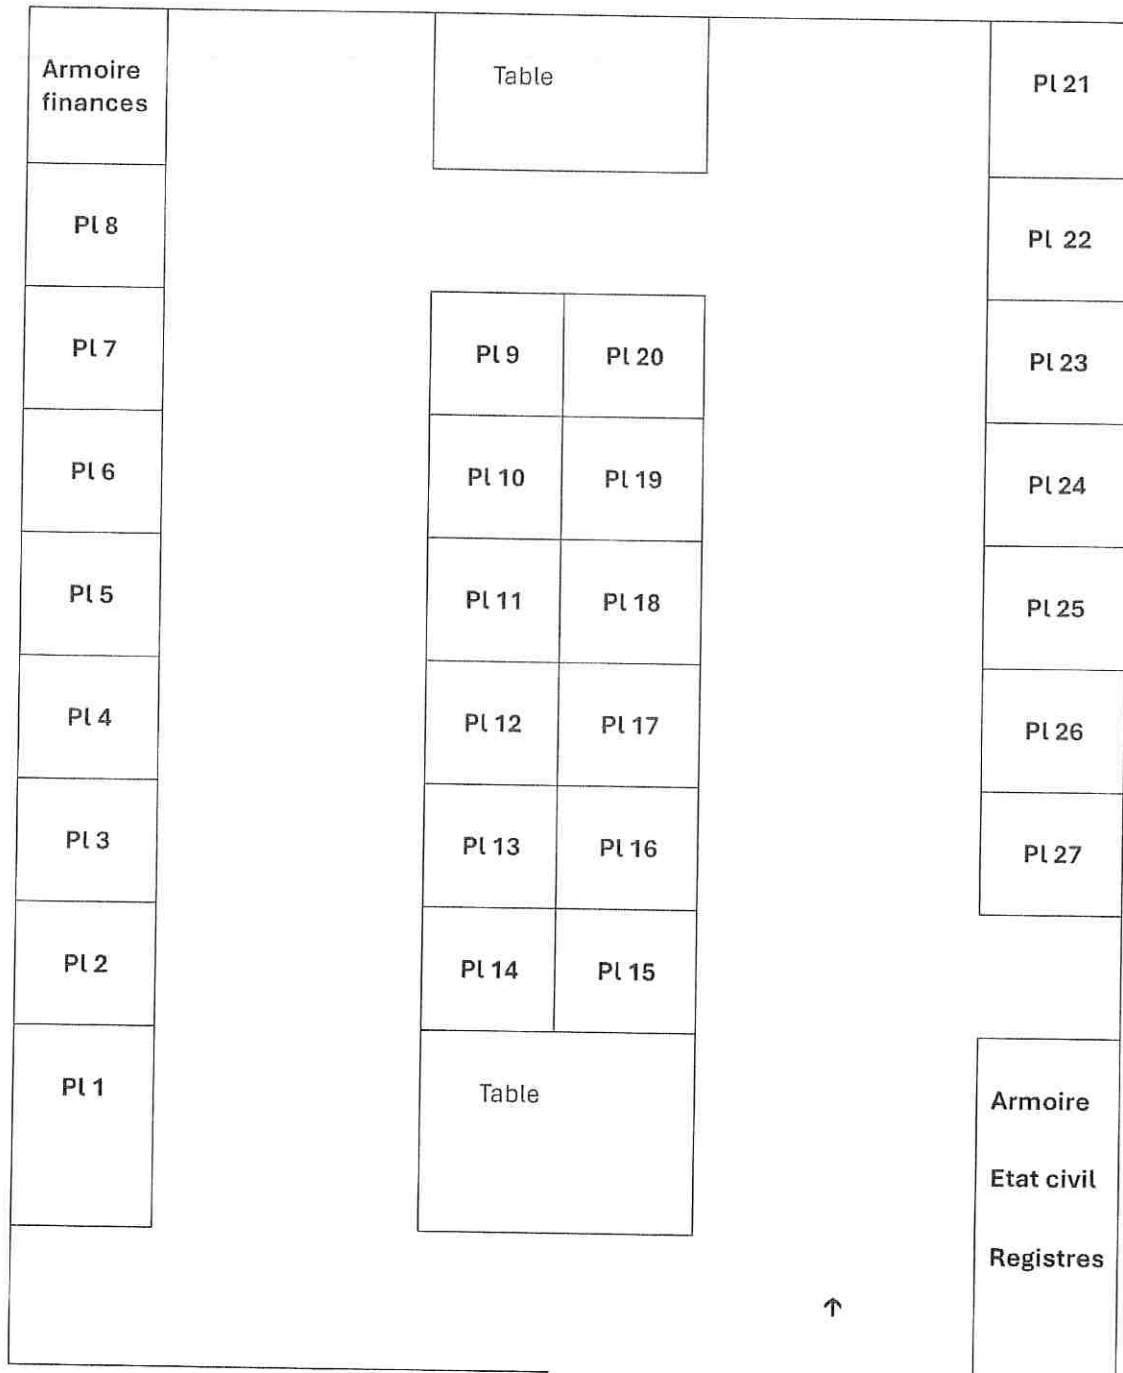 Armoire
finances
Table
Pl 21
Pl 8
Pl 22
Pl 7
Pl 9
Pl 20
Pl 23
Pl 6
Pl 10
Pl 19
Pl 24
Pl 5
Pl 11
Pl 18
Pl 25
Pl 4
Pl 12
Pl 17
Pl 26
Pl 3
Pl 13
Pl 16
Pl 27
Pl 2
Pl 14
Pl 15
Pl 1
Table
Armoire
Etat civil
Registres
↑